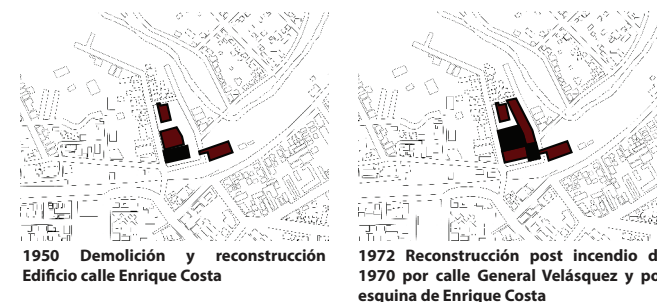 1950 Demolición y reconstrucción
Edificio calle Enrique Costa
1972 Reconstrucción post incendio d
1970 por calle General Velásquez y po
esquina de Enrique Costa